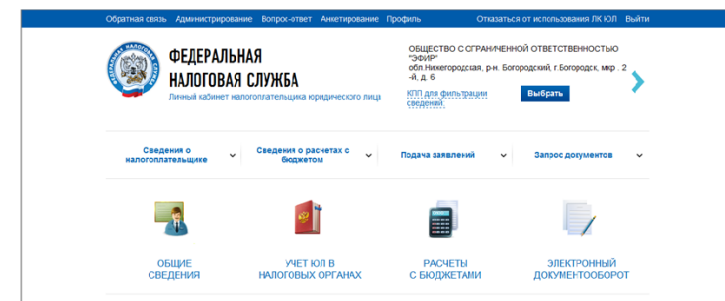 Обратная связь Администрирование Вопрос-ответ Анкетирование Профиль Отказаться от использования ЛК ЮЛ Выйти
ФЕДЕРАЛЬНАЯ
НАЛОГОВАЯ СЛУЖБА
Личный кабинет налогоплательщика юридического лица
ОБЩЕСТВО С ОГРАНИЧЕННОЙ ОТВЕТСТВЕННОСТЬЮ
"ЭФИР"
обл.Нижегородская, р-н. Богородский, г.Богородск, мкр . 2
-й, д. 6
КПП для фильтрации
сведений
Выбрать
Сведения о
налогоплательщике
Сведения о расчетах с
бюджетом
Подача заявлений
Запрос документов
ОБЩИЕ
СВЕДЕНИЯ
УЧЕТ ЮЛ В
НАЛОГОВЫХ ОРГАНАХ
РАСЧЕТЫ
С БЮДЖЕТАМИ
ЭЛЕКТРОННЫЙ
ДОКУМЕНТООБОРОТ